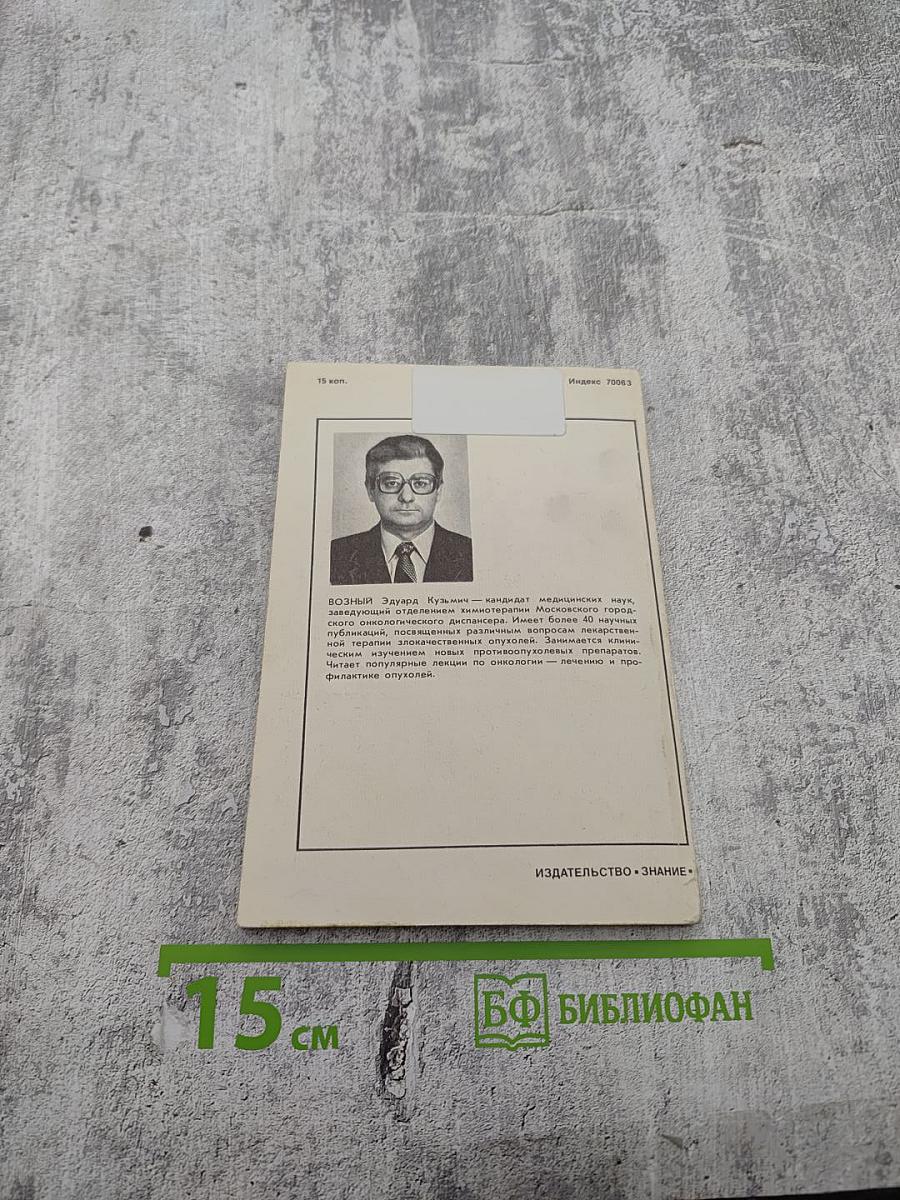 15 коп.
Индекс 70063
ВОЗНЫЙ Эдуард Кузьмич — кандидат медицинских наук,
заведующий отделением химиотерапии Московского город-
ского онкологического диспансера. Имеет более 40 научных
публикаций, посвященных различным вопросам лекарствен-
ной терапии злокачественных опухолей. Занимается клини-
ческим изучением новых противоопухолевых препаратов.
Читает популярные лекции по онкологии — лечению и про-
филактике опухолей.
ИЗДАТЕЛЬСТВО • ЗНАНИЕ •
15 см
БФ БИБЛИОФАН